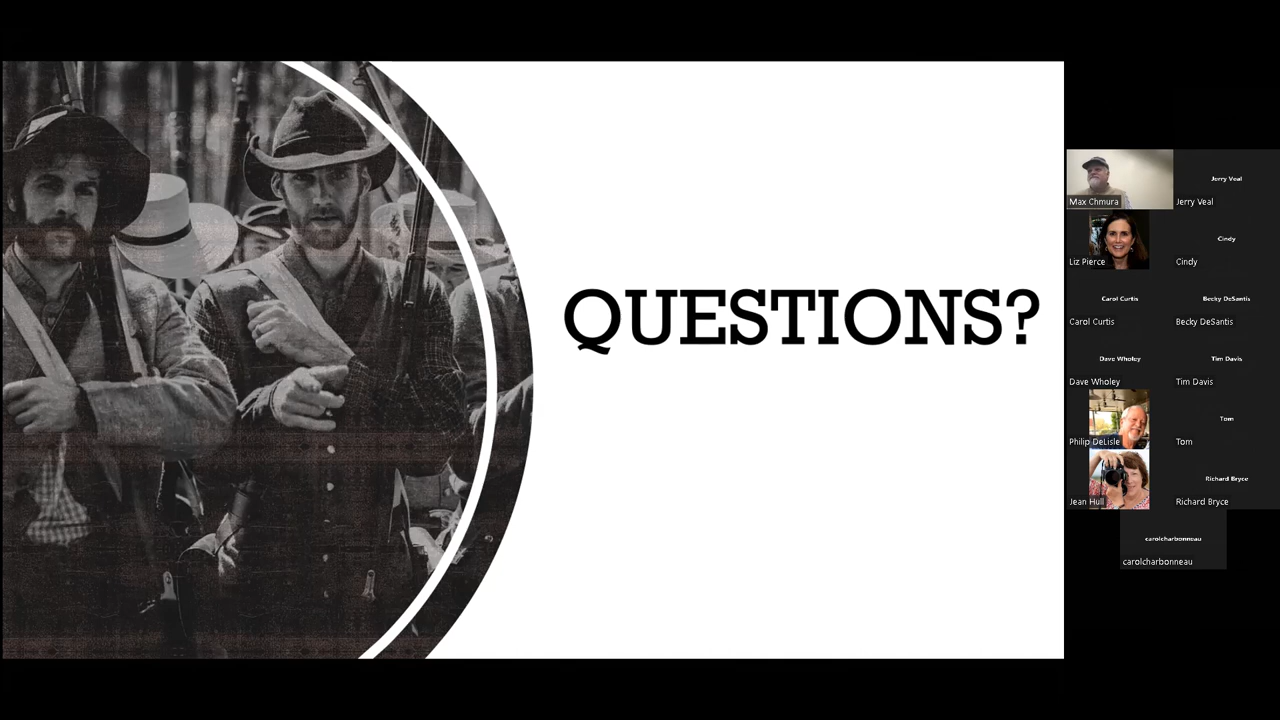 QUESTIONS?
Max Chmura
Jerry Veal
Jerry Veal
Liz Pierce
Cindy
Cindy
Carol Curtis
Carol Curtis
Becky DeSantis
Becky DeSantis
Dave Wholey
Dave Wholey
Tim Davis
Tim Davis
Philip DeLisle
Tom
Tom
Jean Hull
Richard Bryce
Richard Bryce
carolcharbonneau
carolcharbonneau